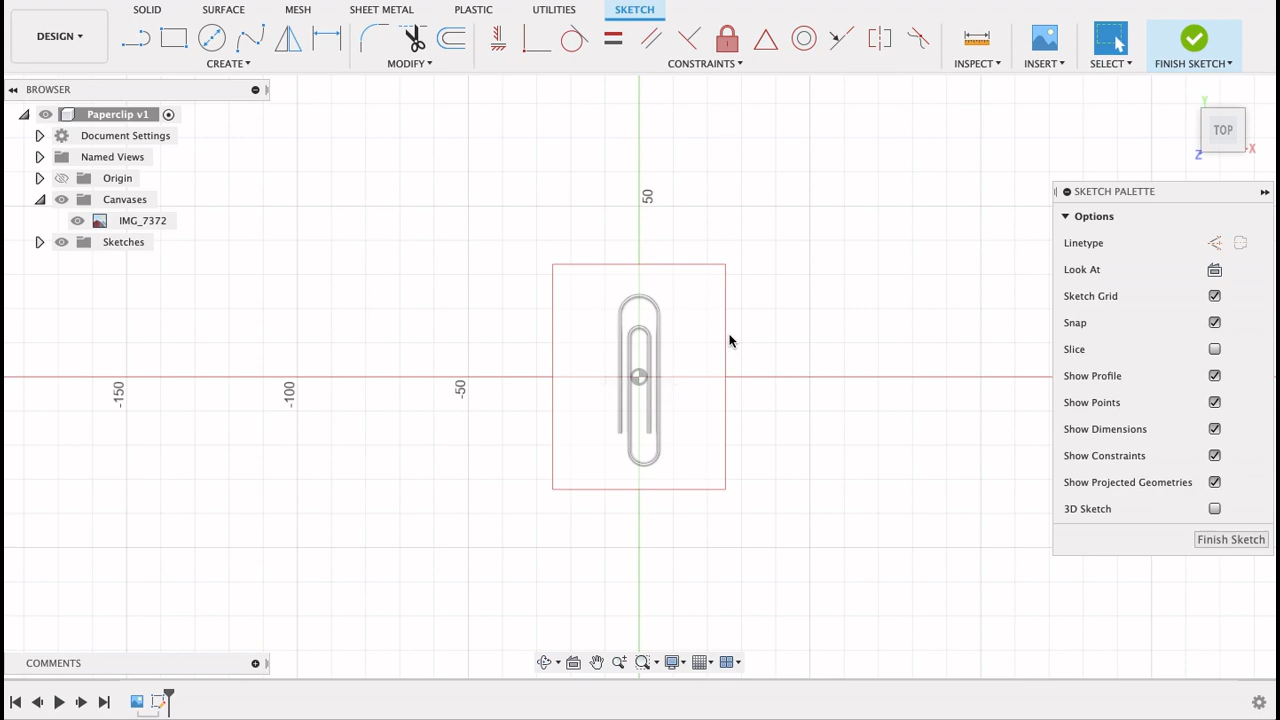 SOLID SURFACE MESH SHEET METAL PLASTIC UTILITIES SKETCH
DESIGN
CREATE MODIFY CONSTRAINTS INSPECT INSERT SELECT FINISH SKETCH
BROWSER
Paperclip v1
Document Settings
Named Views
Origin
Canvases
IMG_7372
Sketches
50
-150
-100
-50
TOP
Y
X
Z
SKETCH PALETTE
Options
Linetype
Look At
Sketch Grid
Snap
Slice
Show Profile
Show Points
Show Dimensions
Show Constraints
Show Projected Geometries
3D Sketch
Finish Sketch
COMMENTS